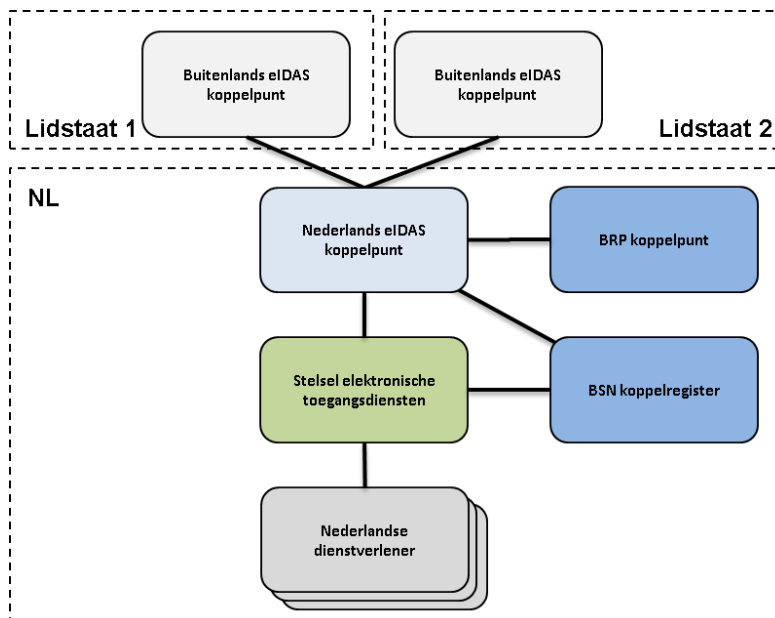 Buitenlands eIDAS
koppelpunt
Buitenlands eIDAS
koppelpunt
Lidstaat 1
Lidstaat 2
NL
Nederlands eIDAS
koppelpunt
BRP koppelpunt
Stelsel elektronische
toegangsdiensten
BSN koppelregister
Nederlandse
dienstverlener